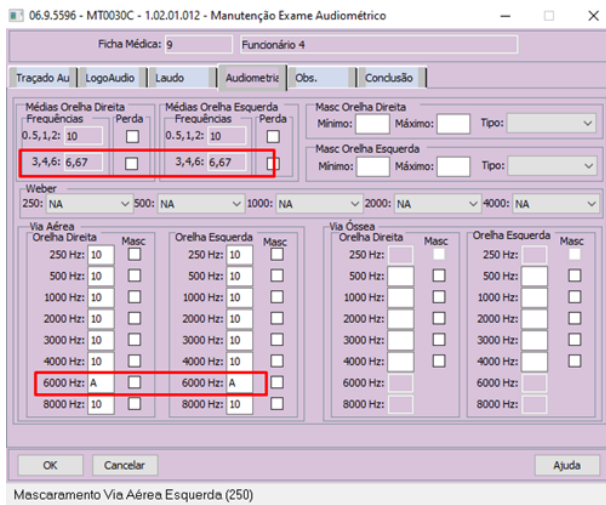 06.9.5596 - MT0030C - 1.02.01.012 - Manutenção Exame Audiométrico
Ficha Médica: 9 Funcionário 4
Traçado Au LogoAudio Laudo Audiometria Obs. Conclusão
Médias Orelha Direita Médias Orelha Esquerda Masc Orelha Direita
Frequências Perda Frequências Perda Mínimo: Máximo: Tipo:
0.5,1,2: 10 0.5,1,2: 10
Masc Orelha Esquerda
3,4,6: 6,67 3,4,6: 6,67 Mínimo: Máximo: Tipo:
Weber
250: NA 500: NA 1000: NA 2000: NA 4000: NA
Via Aérea Via Óssea
Orelha Direita Masc Orelha Esquerda Masc Orelha Direita Masc Orelha Esquerda Masc
250 Hz: 10 250 Hz: 10 250 Hz: 250 Hz:
500 Hz: 10 500 Hz: 10 500 Hz: 500 Hz:
1000 Hz: 10 1000 Hz: 10 1000 Hz: 1000 Hz:
2000 Hz: 10 2000 Hz: 10 2000 Hz: 2000 Hz:
3000 Hz: 10 3000 Hz: 10 3000 Hz: 3000 Hz:
4000 Hz: 10 4000 Hz: 10 4000 Hz: 4000 Hz:
6000 Hz: A 6000 Hz: A 6000 Hz: 6000 Hz:
8000 Hz: 10 8000 Hz: 10 8000 Hz: 8000 Hz:
OK Cancelar Ajuda
Mascaramento Via Aérea Esquerda (250)